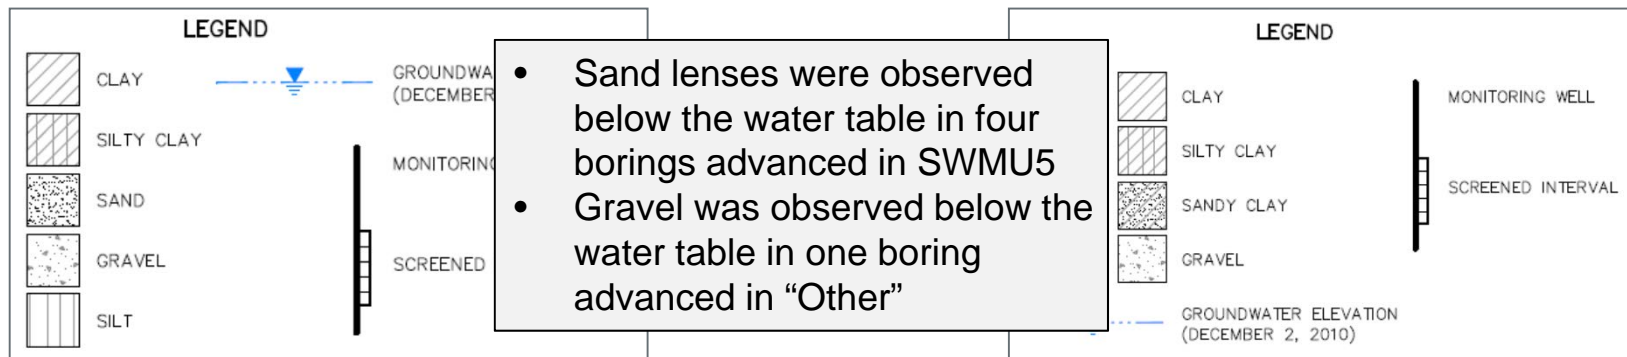 LEGEND
CLAY
GROUNDWA
(DECEMBER
SILTY CLAY
MONITORING
SAND
GRAVEL
SCREENED
SILT
• Sand lenses were observed
below the water table in four
borings advanced in SWMU5
• Gravel was observed below the
water table in one boring
advanced in “Other”
LEGEND
CLAY
MONITORING WELL
SILTY CLAY
SCREENED INTERVAL
SANDY CLAY
GRAVEL
GROUNDWATER ELEVATION
(DECEMBER 2, 2010)